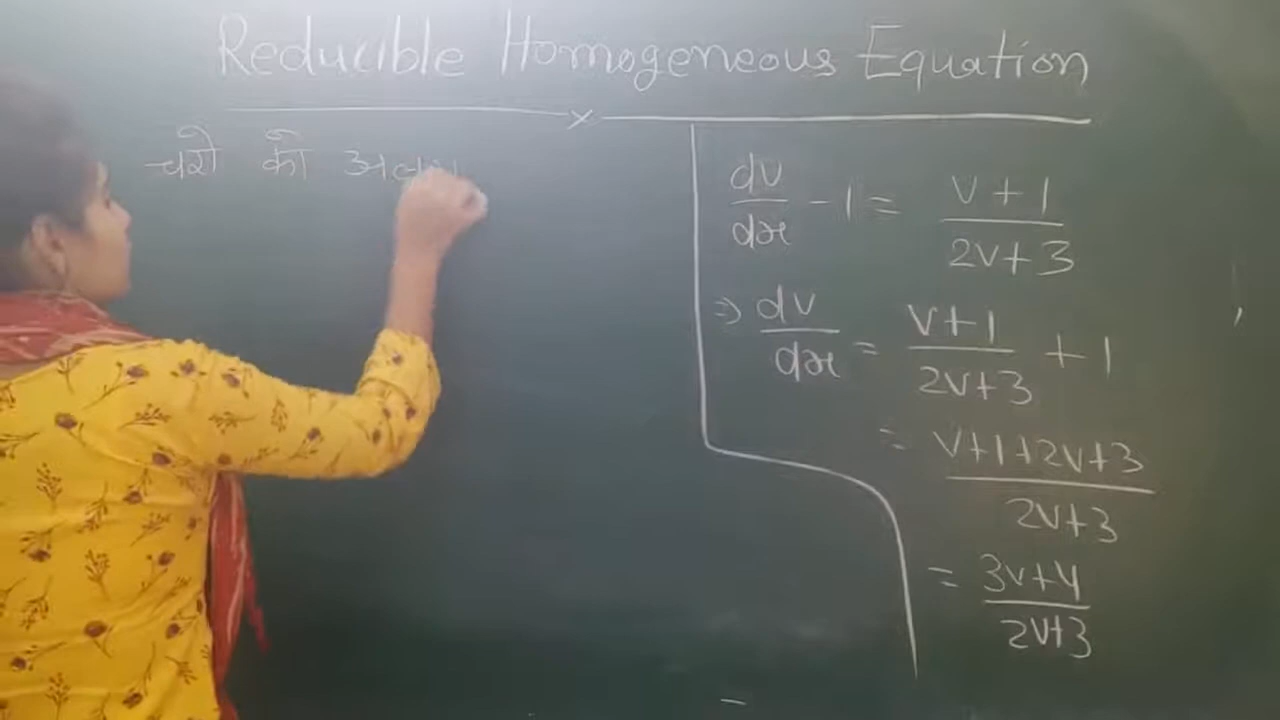 Reducible Homogeneous Equation
चरो को
dv/dx - 1 = v+1/2v+3
⇒ dv/dx = v+1/2v+3 + 1
= v+1+2v+3/2v+3
= 3v+4/2v+3